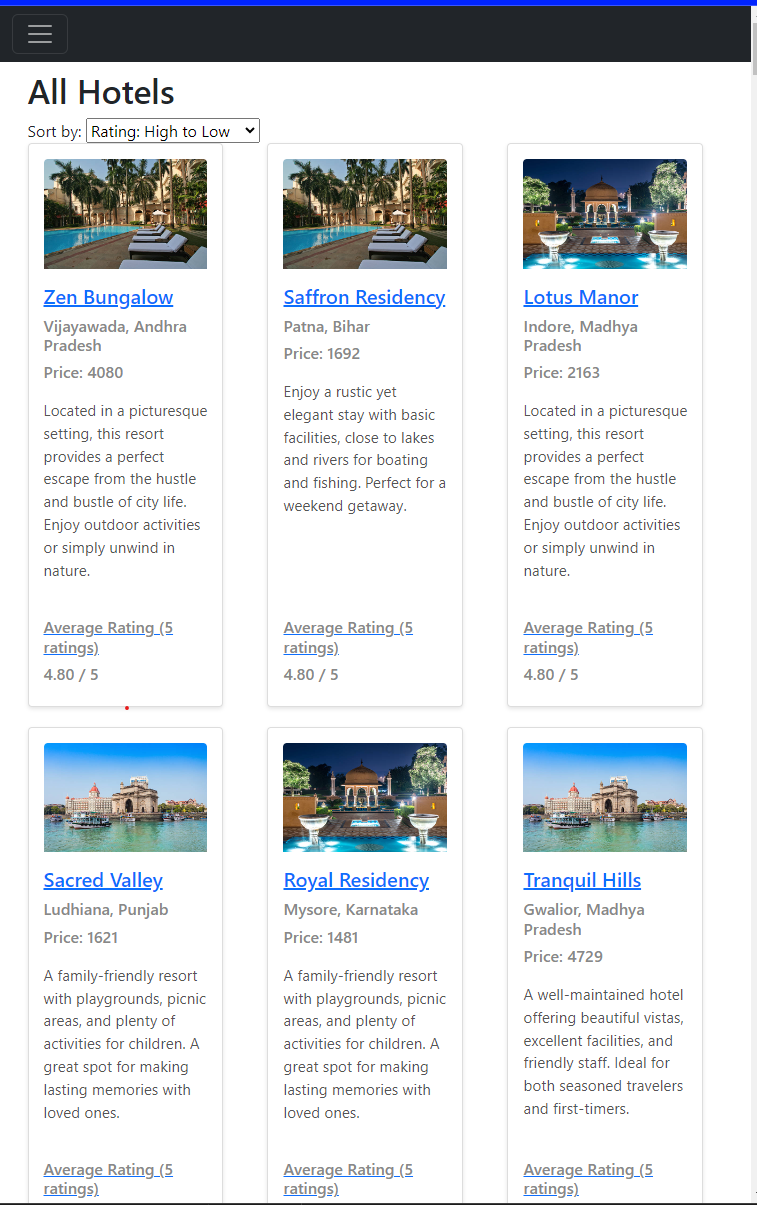 All Hotels
Sort by: Rating: High to Low
Zen Bungalow
Vijayawada, Andhra
Pradesh
Price: 4080
Located in a picturesque
setting, this resort
provides a perfect
escape from the hustle
and bustle of city life.
Enjoy outdoor activities
or simply unwind in
nature.
Average Rating (5
ratings)
4.80 / 5
Saffron Residency
Patna, Bihar
Price: 1692
Enjoy a rustic yet
elegant stay with basic
facilities, close to lakes
and rivers for boating
and fishing. Perfect for a
weekend getaway.
Average Rating (5
ratings)
4.80 / 5
Lotus Manor
Indore, Madhya
Pradesh
Price: 2163
Located in a picturesque
setting, this resort
provides a perfect
escape from the hustle
and bustle of city life.
Enjoy outdoor activities
or simply unwind in
nature.
Average Rating (5
ratings)
4.80 / 5
Sacred Valley
Ludhiana, Punjab
Price: 1621
A family-friendly resort
with playgrounds, picnic
areas, and plenty of
activities for children. A
great spot for making
lasting memories with
loved ones.
Average Rating (5
ratings)
Royal Residency
Mysore, Karnataka
Price: 1481
A family-friendly resort
with playgrounds, picnic
areas, and plenty of
activities for children. A
great spot for making
lasting memories with
loved ones.
Average Rating (5
ratings)
Tranquil Hills
Gwalior, Madhya
Pradesh
Price: 4729
A well-maintained hotel
offering beautiful vistas,
excellent facilities, and
friendly staff. Ideal for
both seasoned travelers
and first-timers.
Average Rating (5
ratings)